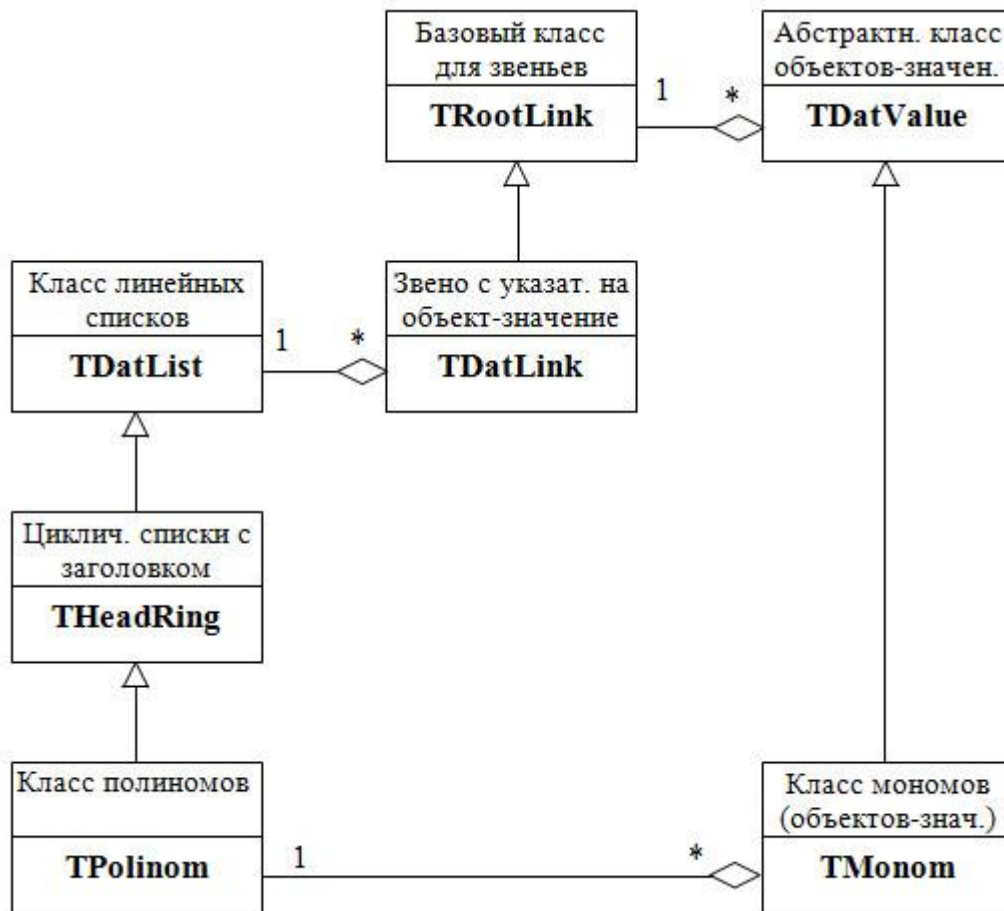 Базовый класс
для звеньев
TRootLink
1
*
Абстрактн. класс
объектов-значен.
TDatValue
Класс линейных
списков
TDatList
1
*
Звено с указат. на
объект-значение
TDatLink
Циклич. списки с
заголовком
THeadRing
Класс полиномов
TPolinom
1
*
Класс мономов
(объектов-знач.)
TMonom